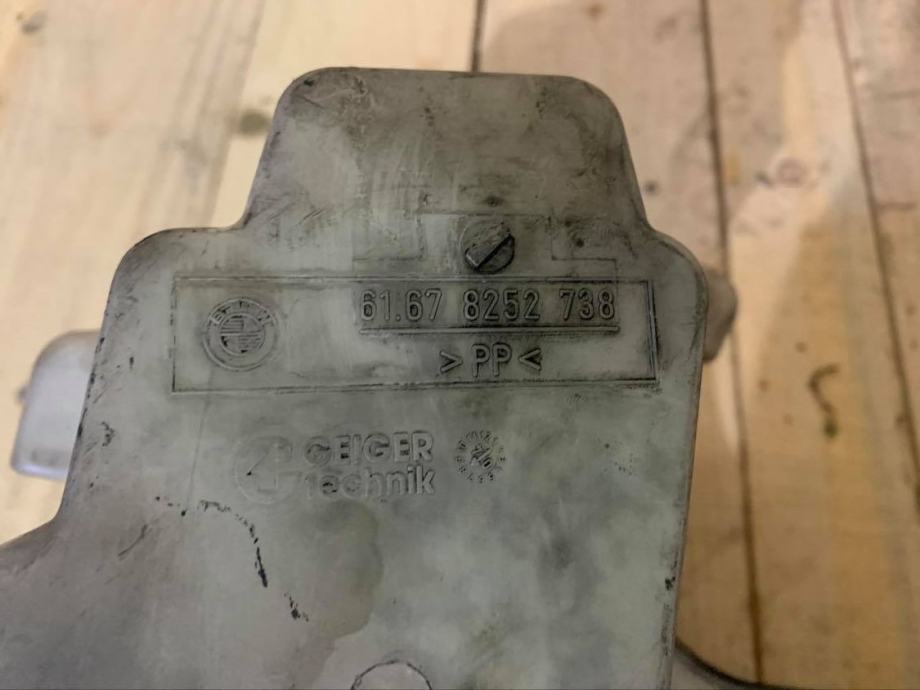 61.67 8252 738
>PP<
GEIGER
technik